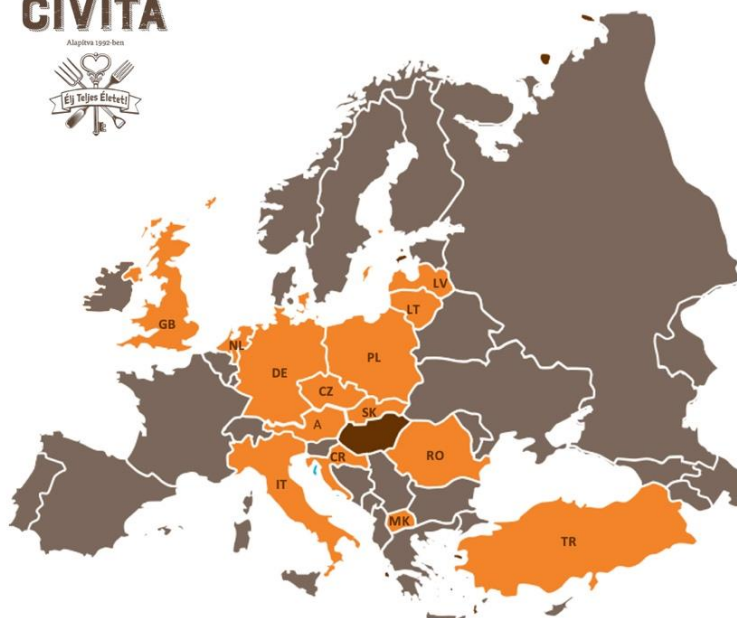 CIVITA
Alapítva 1992-ben
Élj Teljes Életet!
LV
LT
GB
NL
DE
PL
CZ
SK
A
CR
RO
IT
MK
TR